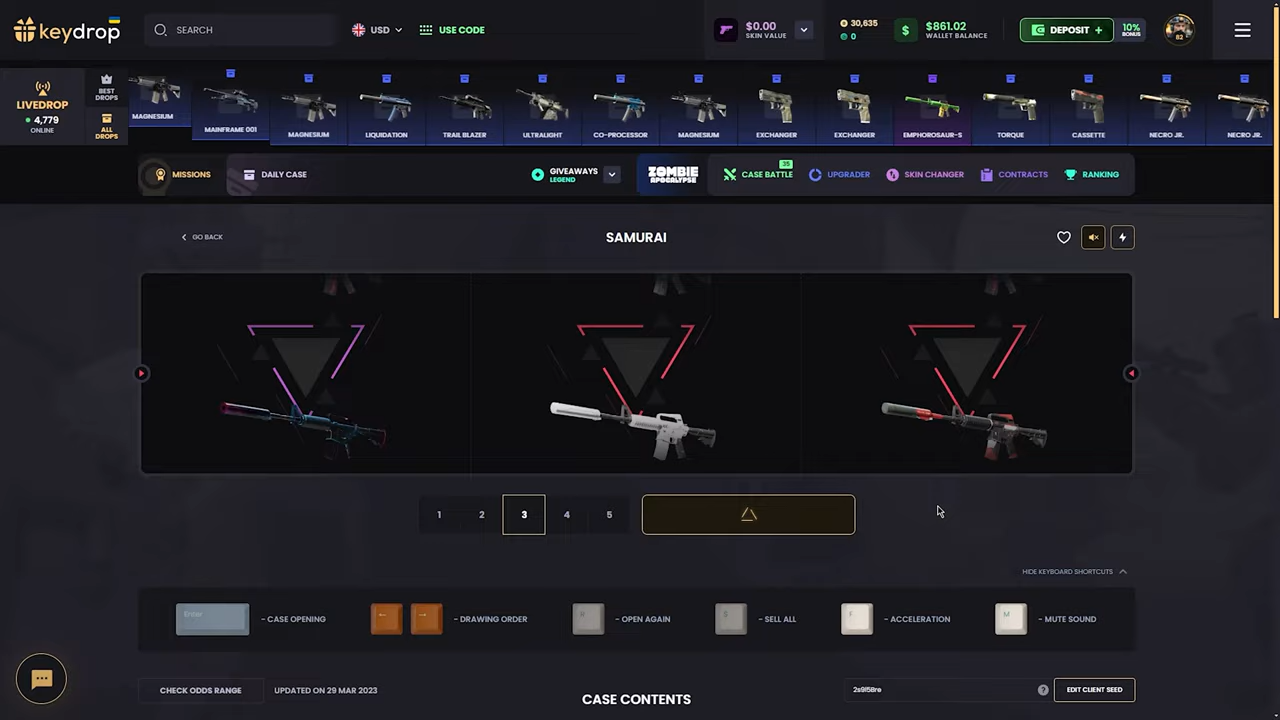 keydrop
SEARCH
USD
USE CODE
$0.00
SKIN VALUE
30,635
0
$
$861.02
WALLET BALANCE
DEPOSIT +
10%
BONUS
82
LIVEDROP
4,779
ONLINE
BEST
DROPS
ALL
DROPS
MAGNESIUM
MAINFRAME 001
MAGNESIUM
LIQUIDATION
TRAIL BLAZER
ULTRALIGHT
CO-PROCESSOR
MAGNESIUM
EXCHANGER
EXCHANGER
EMPHOROSAUR-S
TORQUE
CASSETTE
NECRO JR.
NECRO JR.
MISSIONS
DAILY CASE
GIVEAWAYS
LEGEND
ZOMBIE
APOCALYPSE
CASE BATTLE
35
UPGRADER
SKIN CHANGER
CONTRACTS
RANKING
GO BACK
SAMURAI
1 2 3 4 5
HIDE KEYBOARD SHORTCUTS
Enter - CASE OPENING
← → - DRAWING ORDER
R - OPEN AGAIN
S - SELL ALL
F - ACCELERATION
M - MUTE SOUND
CHECK ODDS RANGE
UPDATED ON 29 MAR 2023
CASE CONTENTS
?
EDIT CLIENT SEED